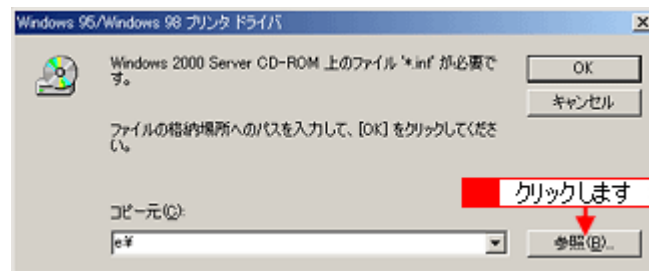 Windows 95/Windows 98 プリンタ ドライバ
Windows 2000 Server CD-ROM 上のファイル '*.inf' が必要で
す。
OK
キャンセル
ファイルの格納場所へのパスを入力して、[OK] をクリックしてくださ
い。
クリックします
コピー元(C):
e¥
参照(B)...